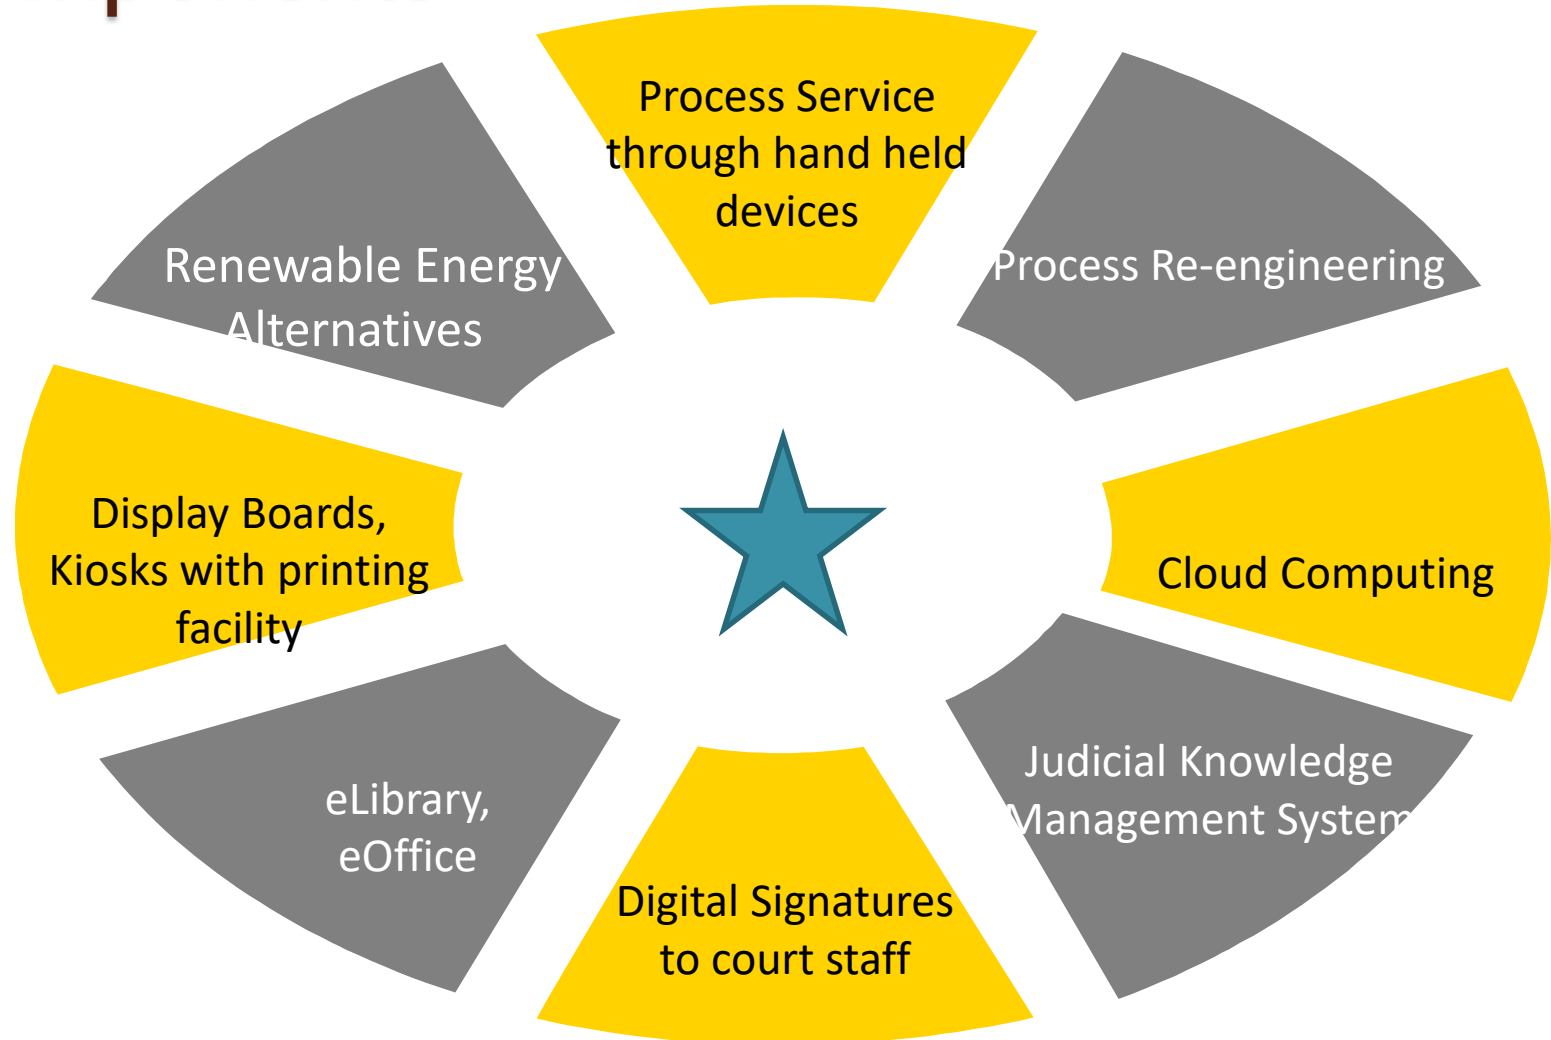 Process Service
through hand held
devices
Process Re-engineering
Cloud Computing
Judicial Knowledge
Management System
Digital Signatures
to court staff
eLibrary,
eOffice
Display Boards,
Kiosks with printing
facility
Renewable Energy
Alternatives